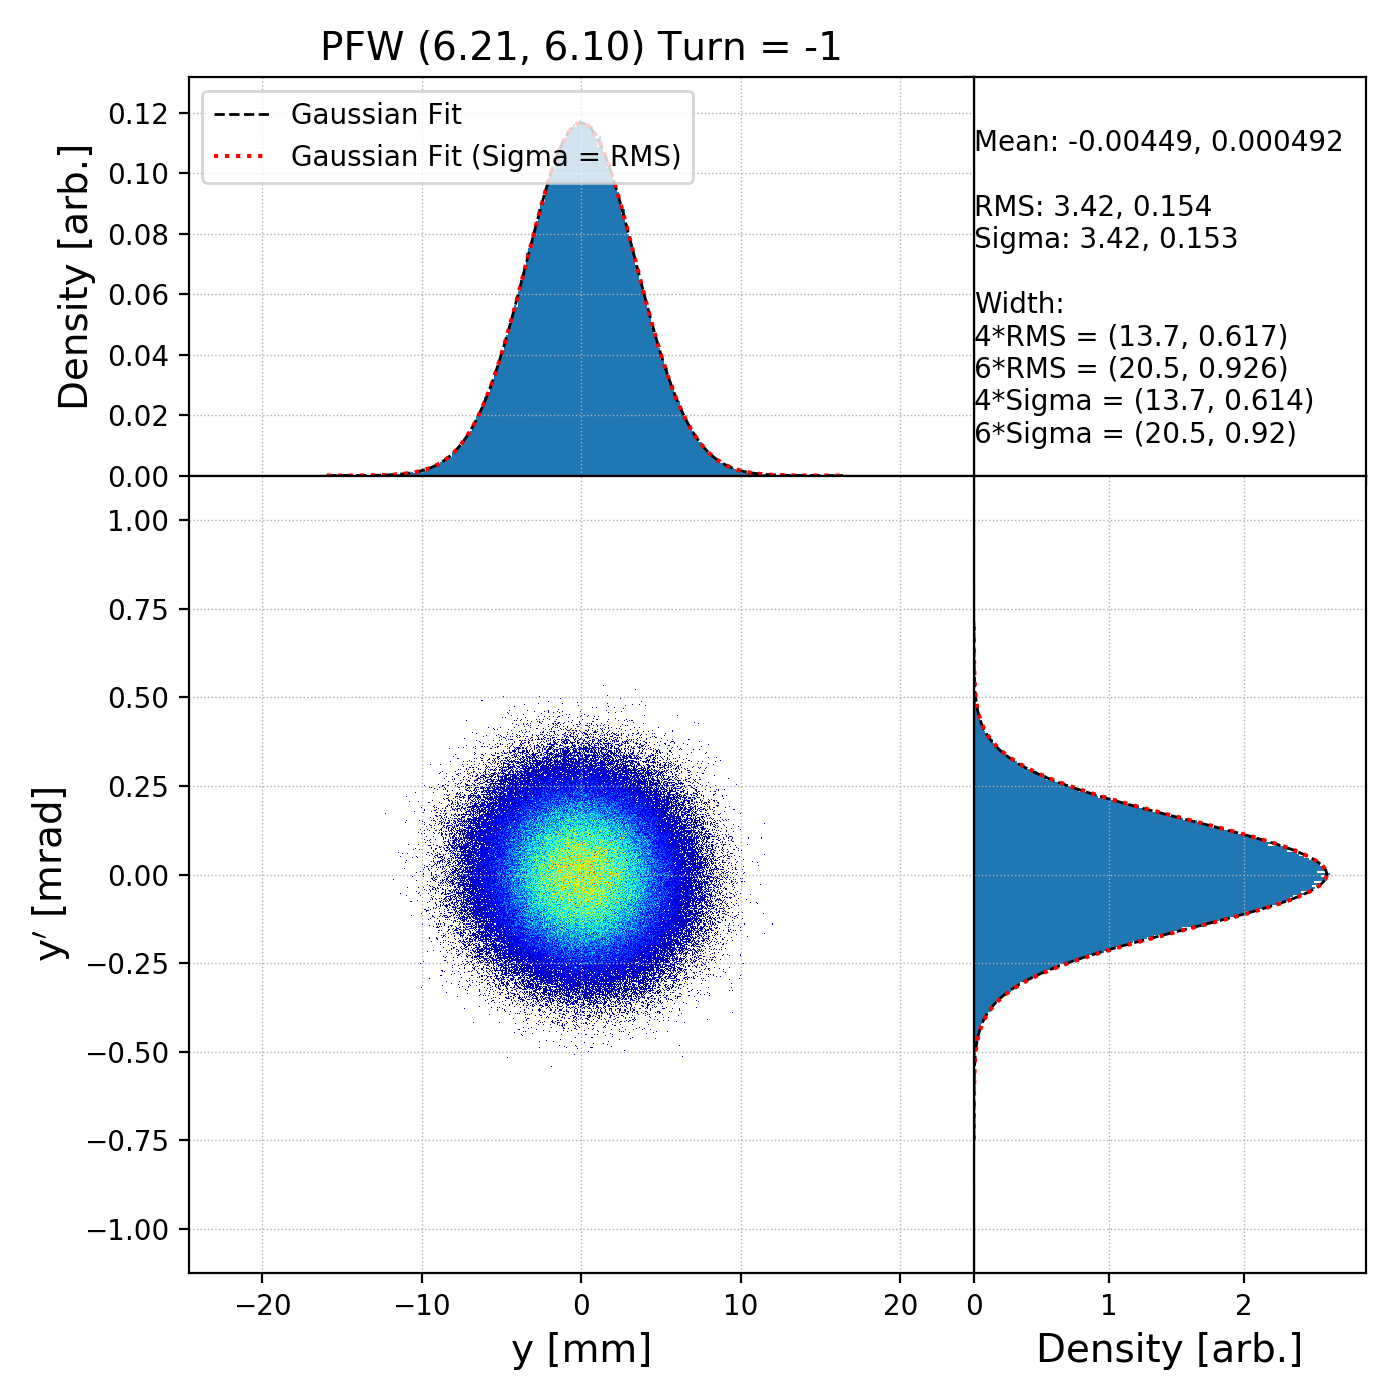 PFW (6.21, 6.10) Turn = -1
Gaussian Fit
Gaussian Fit (Sigma = RMS)
Density [arb.]
0.12
0.10
0.08
0.06
0.04
0.02
0.00
Mean: -0.00449, 0.000492
RMS: 3.42, 0.154
Sigma: 3.42, 0.153
Width:
4*RMS = (13.7, 0.617)
6*RMS = (20.5, 0.926)
4*Sigma = (13.7, 0.614)
6*Sigma = (20.5, 0.92)
y′ [mrad]
1.00
0.75
0.50
0.25
0.00
−0.25
−0.50
−0.75
−1.00
−20 −10 0 10 20
y [mm]
0 1 2
Density [arb.]